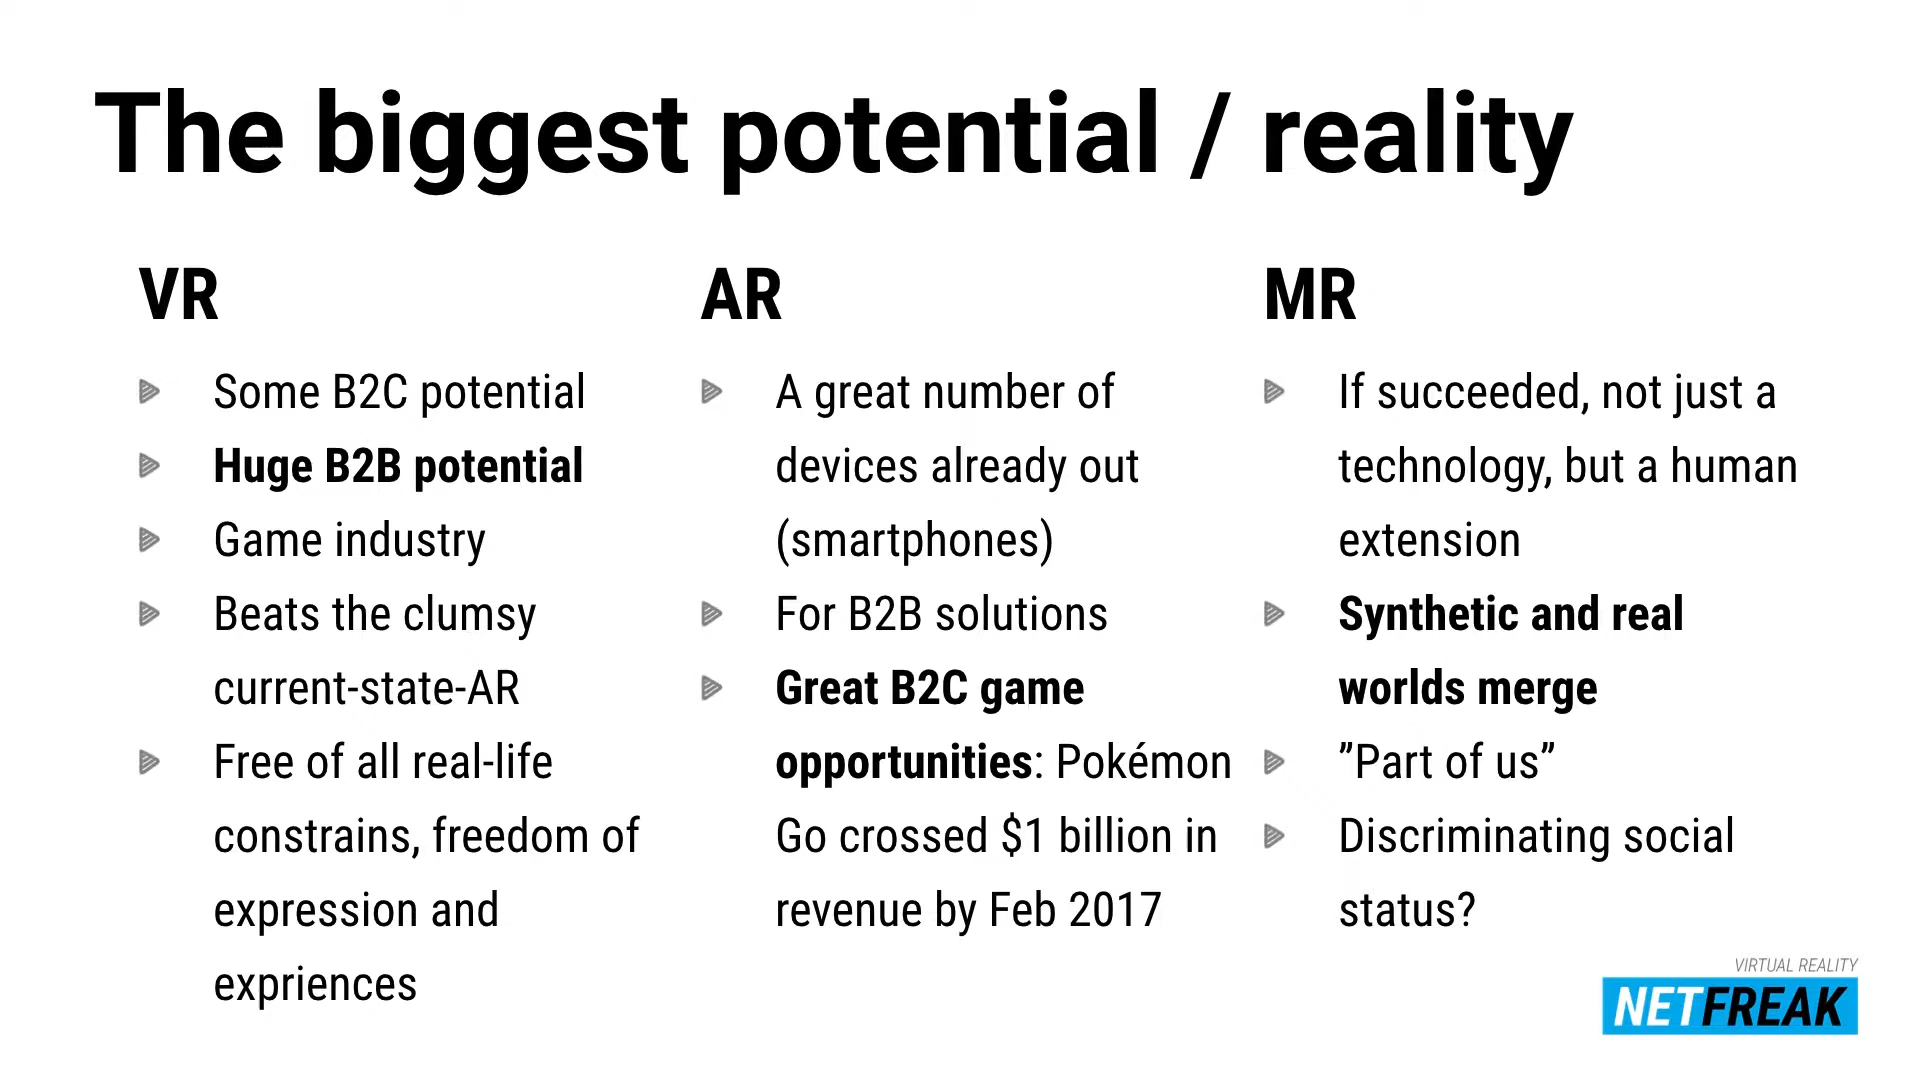 The biggest potential / reality
VR
Some B2C potential
Huge B2B potential
Game industry
Beats the clumsy
current-state-AR
Free of all real-life
constrains, freedom of
expression and
expriences
AR
A great number of
devices already out
(smartphones)
For B2B solutions
Great B2C game
opportunities: Pokémon
Go crossed $1 billion in
revenue by Feb 2017
MR
If succeeded, not just a
technology, but a human
extension
Synthetic and real
worlds merge
”Part of us”
Discriminating social
status?
VIRTUAL REALITY
NETFREAK